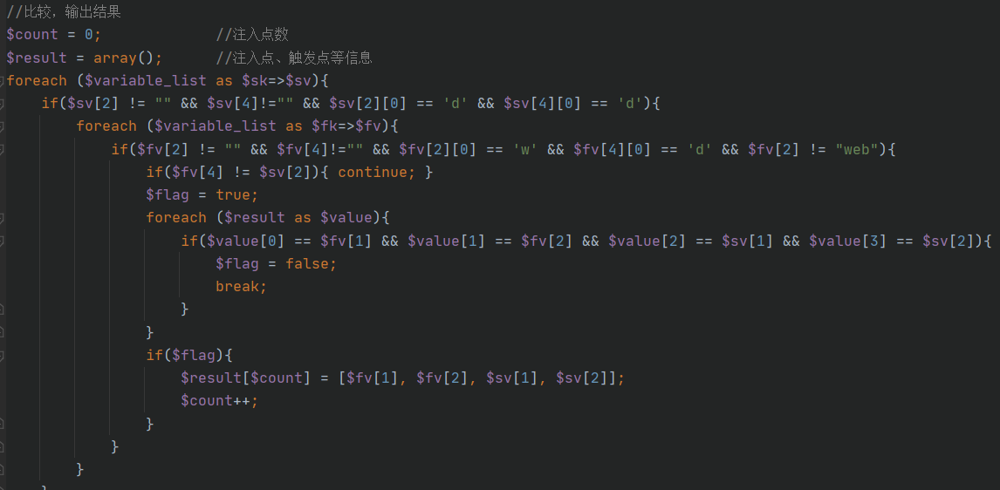 //比较，输出结果
$count = 0;             //注入点数
$result = array();      //注入点、触发点等信息
foreach ($variable_list as $sk=>$sv){
    if($sv[2] != "" && $sv[4]!="" && $sv[2][0] == 'd' && $sv[4][0] == 'd'){
        foreach ($variable_list as $fk=>$fv){
            if($fv[2] != "" && $fv[4]!="" && $fv[2][0] == 'w' && $fv[4][0] == 'd' && $fv[2] != "web"){
                if($fv[4] != $sv[2]){ continue; }
                $flag = true;
                foreach ($result as $value){
                    if($value[0] == $fv[1] && $value[1] == $fv[2] && $value[2] == $sv[1] && $value[3] == $sv[2]){
                        $flag = false;
                        break;
                    }
                }
                if($flag){
                    $result[$count] = [$fv[1], $fv[2], $sv[1], $sv[2]];
                    $count++;
                }
            }
        }
    }